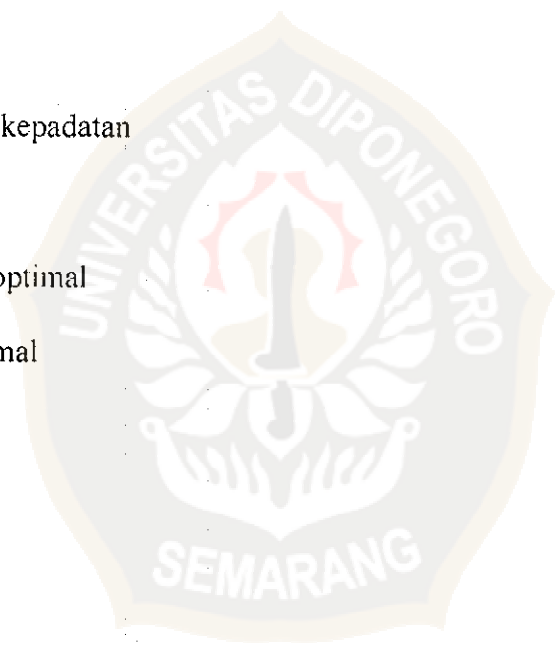 kepadatan
optimal
mal
UNIVERSITAS DIPONEGORO
SEMARANG